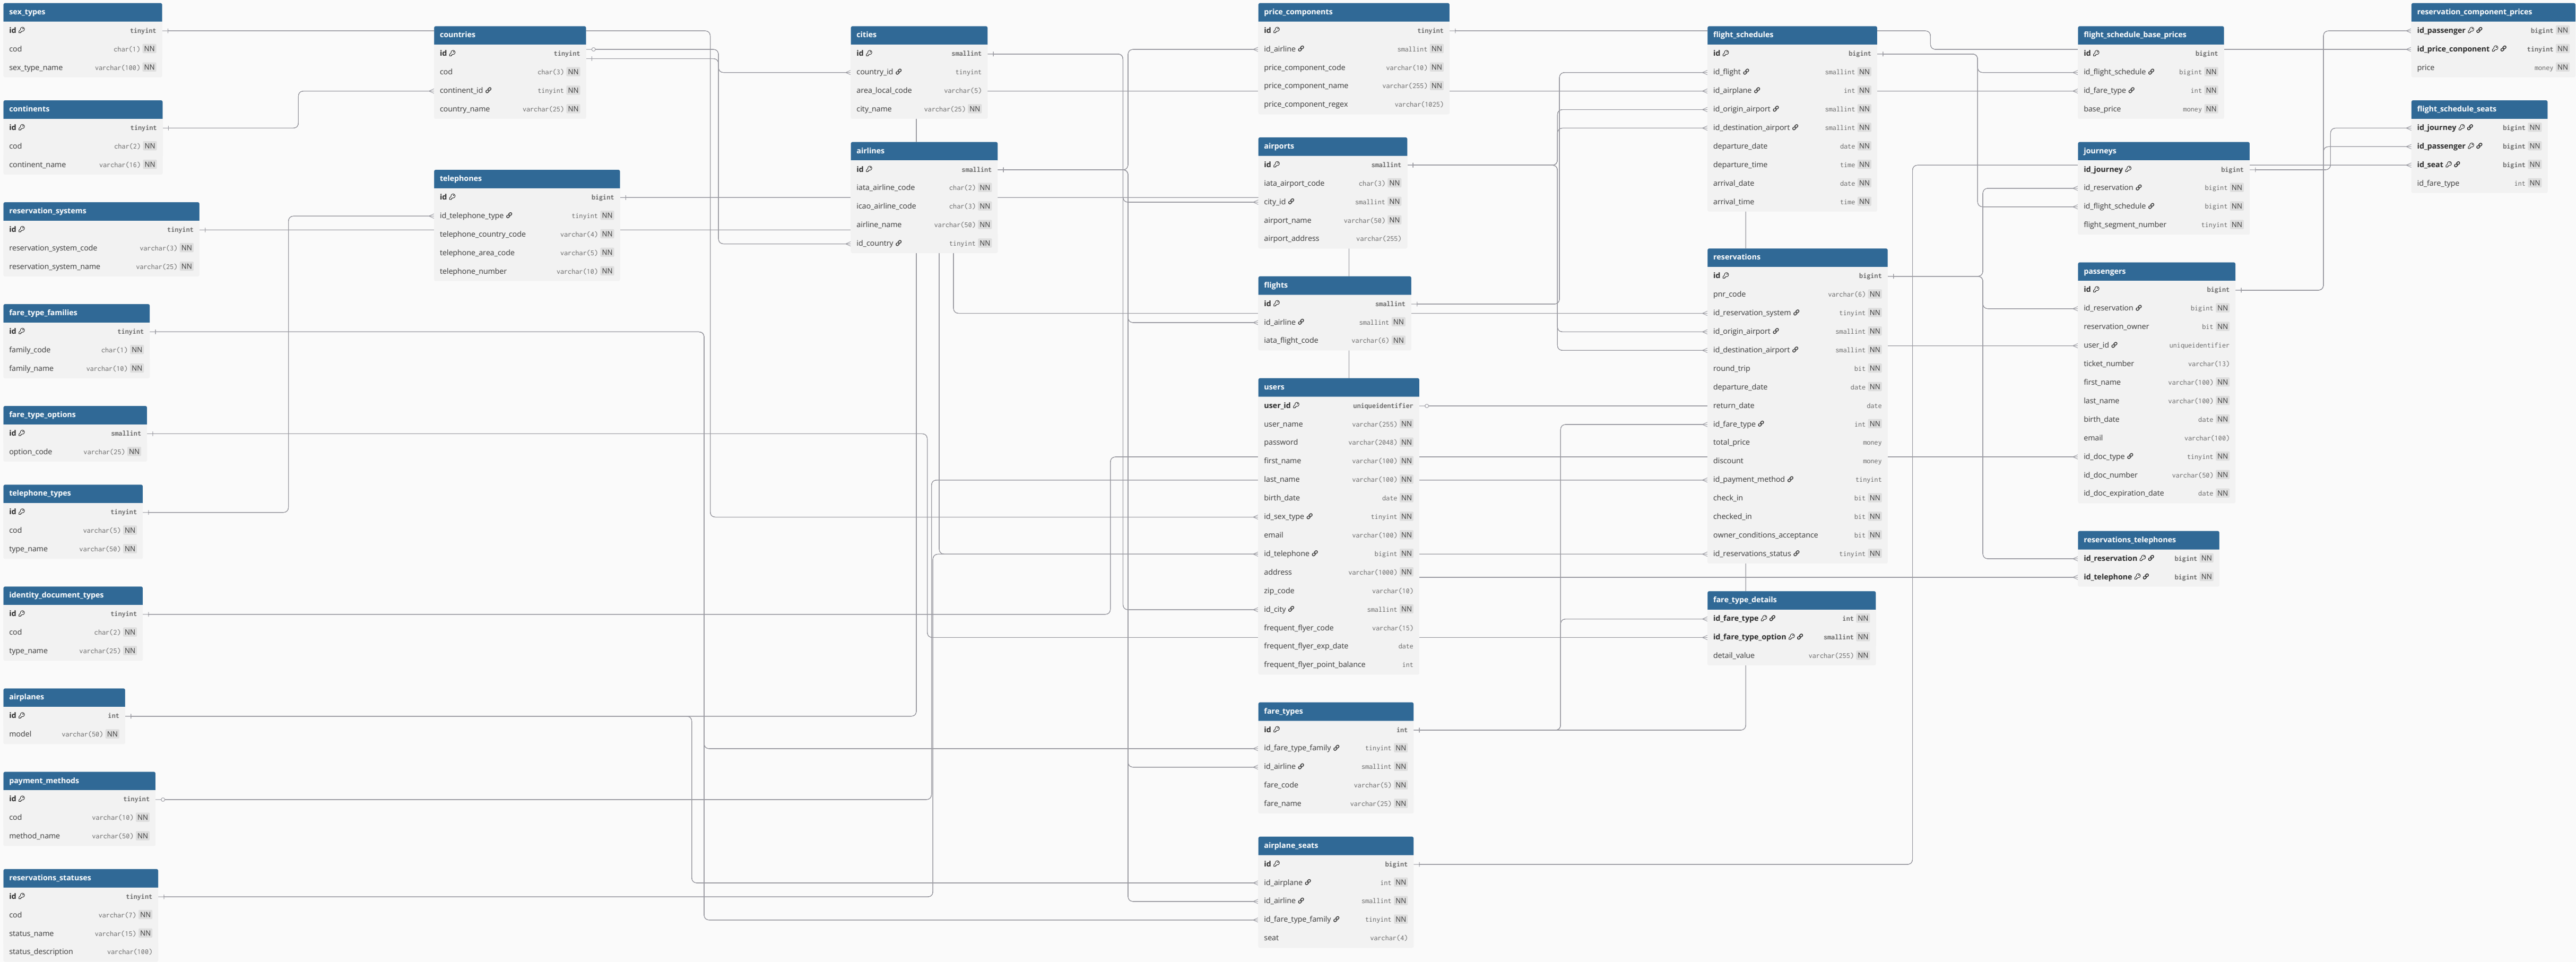 sex_types
id tinyint
cod char(1) NN
sex_type_name varchar(100) NN
continents
id tinyint
cod char(2) NN
continent_name varchar(16) NN
reservation_systems
id tinyint
reservation_system_code varchar(3) NN
reservation_system_name varchar(25) NN
fare_type_families
id tinyint
family_code char(1) NN
family_name varchar(10) NN
fare_type_options
id smallint
option_code varchar(25) NN
telephone_types
id tinyint
cod varchar(5) NN
type_name varchar(50) NN
identity_document_types
id tinyint
cod char(2) NN
type_name varchar(25) NN
airplanes
id int
model varchar(50) NN
payment_methods
id tinyint
cod varchar(10) NN
method_name varchar(50) NN
reservations_statuses
id tinyint
cod varchar(7) NN
status_name varchar(15) NN
status_description varchar(100)
countries
id tinyint
cod char(3) NN
continent_id tinyint NN
country_name varchar(25) NN
telephones
id bigint
id_telephone_type tinyint NN
telephone_country_code varchar(4) NN
telephone_area_code varchar(5) NN
telephone_number varchar(10) NN
cities
id smallint
country_id tinyint
area_local_code varchar(5)
city_name varchar(25) NN
airlines
id smallint
iata_airline_code char(2) NN
icao_airline_code char(3) NN
airline_name varchar(50) NN
id_country tinyint NN
price_components
id tinyint
id_airline smallint NN
price_component_code varchar(10) NN
price_component_name varchar(255) NN
price_component_regex varchar(1025)
airports
id smallint
iata_airport_code char(3) NN
city_id smallint NN
airport_name varchar(50) NN
airport_address varchar(255)
flights
id smallint
id_airline smallint NN
iata_flight_code varchar(6) NN
users
user_id uniqueidentifier
user_name varchar(255) NN
password varchar(2048) NN
first_name varchar(100) NN
last_name varchar(100) NN
birth_date date NN
id_sex_type tinyint NN
email varchar(100) NN
id_telephone bigint NN
address varchar(1000) NN
zip_code varchar(10)
id_city smallint NN
frequent_flyer_code varchar(15)
frequent_flyer_exp_date date
frequent_flyer_point_balance int
fare_types
id int
id_fare_type_family tinyint NN
id_airline smallint NN
fare_code varchar(5) NN
fare_name varchar(25) NN
airplane_seats
id bigint
id_airplane int NN
id_airline smallint NN
id_fare_type_family tinyint NN
seat varchar(4)
flight_schedules
id bigint
id_flight smallint NN
id_airplane int NN
id_origin_airport smallint NN
id_destination_airport smallint NN
departure_date date NN
departure_time time NN
arrival_date date NN
arrival_time time NN
reservations
id bigint
pnr_code varchar(6) NN
id_reservation_system tinyint NN
id_origin_airport smallint NN
id_destination_airport smallint NN
round_trip bit NN
departure_date date NN
return_date date
id_fare_type int NN
total_price money
discount money
id_payment_method tinyint
check_in bit NN
checked_in bit NN
owner_conditions_acceptance bit NN
id_reservations_status tinyint NN
fare_type_details
id_fare_type int NN
id_fare_type_option smallint NN
detail_value varchar(255) NN
flight_schedule_base_prices
id bigint
id_flight_schedule bigint NN
id_fare_type int NN
base_price money NN
journeys
id_journey bigint
id_reservation bigint NN
id_flight_schedule bigint NN
flight_segment_number tinyint NN
passengers
id bigint
id_reservation bigint NN
reservation_owner bit NN
user_id uniqueidentifier
ticket_number varchar(13)
first_name varchar(100) NN
last_name varchar(100) NN
birth_date date NN
email varchar(100)
id_doc_type tinyint NN
id_doc_number varchar(50) NN
id_doc_expiration_date date NN
reservations_telephones
id_reservation bigint NN
id_telephone bigint NN
reservation_component_prices
id_passenger bigint NN
id_price_conponent tinyint NN
price money NN
flight_schedule_seats
id_journey bigint NN
id_passenger bigint NN
id_seat bigint NN
id_fare_type int NN